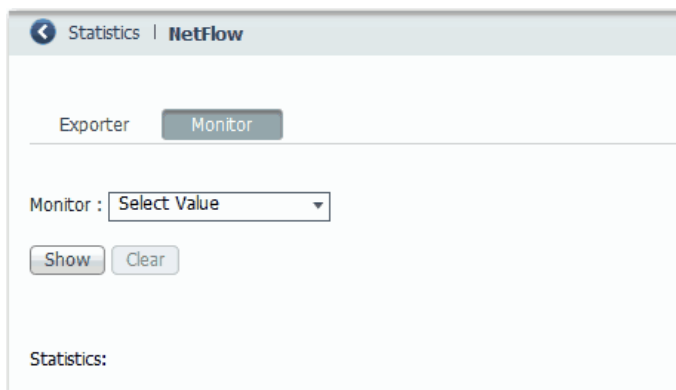 Statistics | NetFlow
Exporter Monitor
Monitor : Select Value
Show Clear
Statistics: